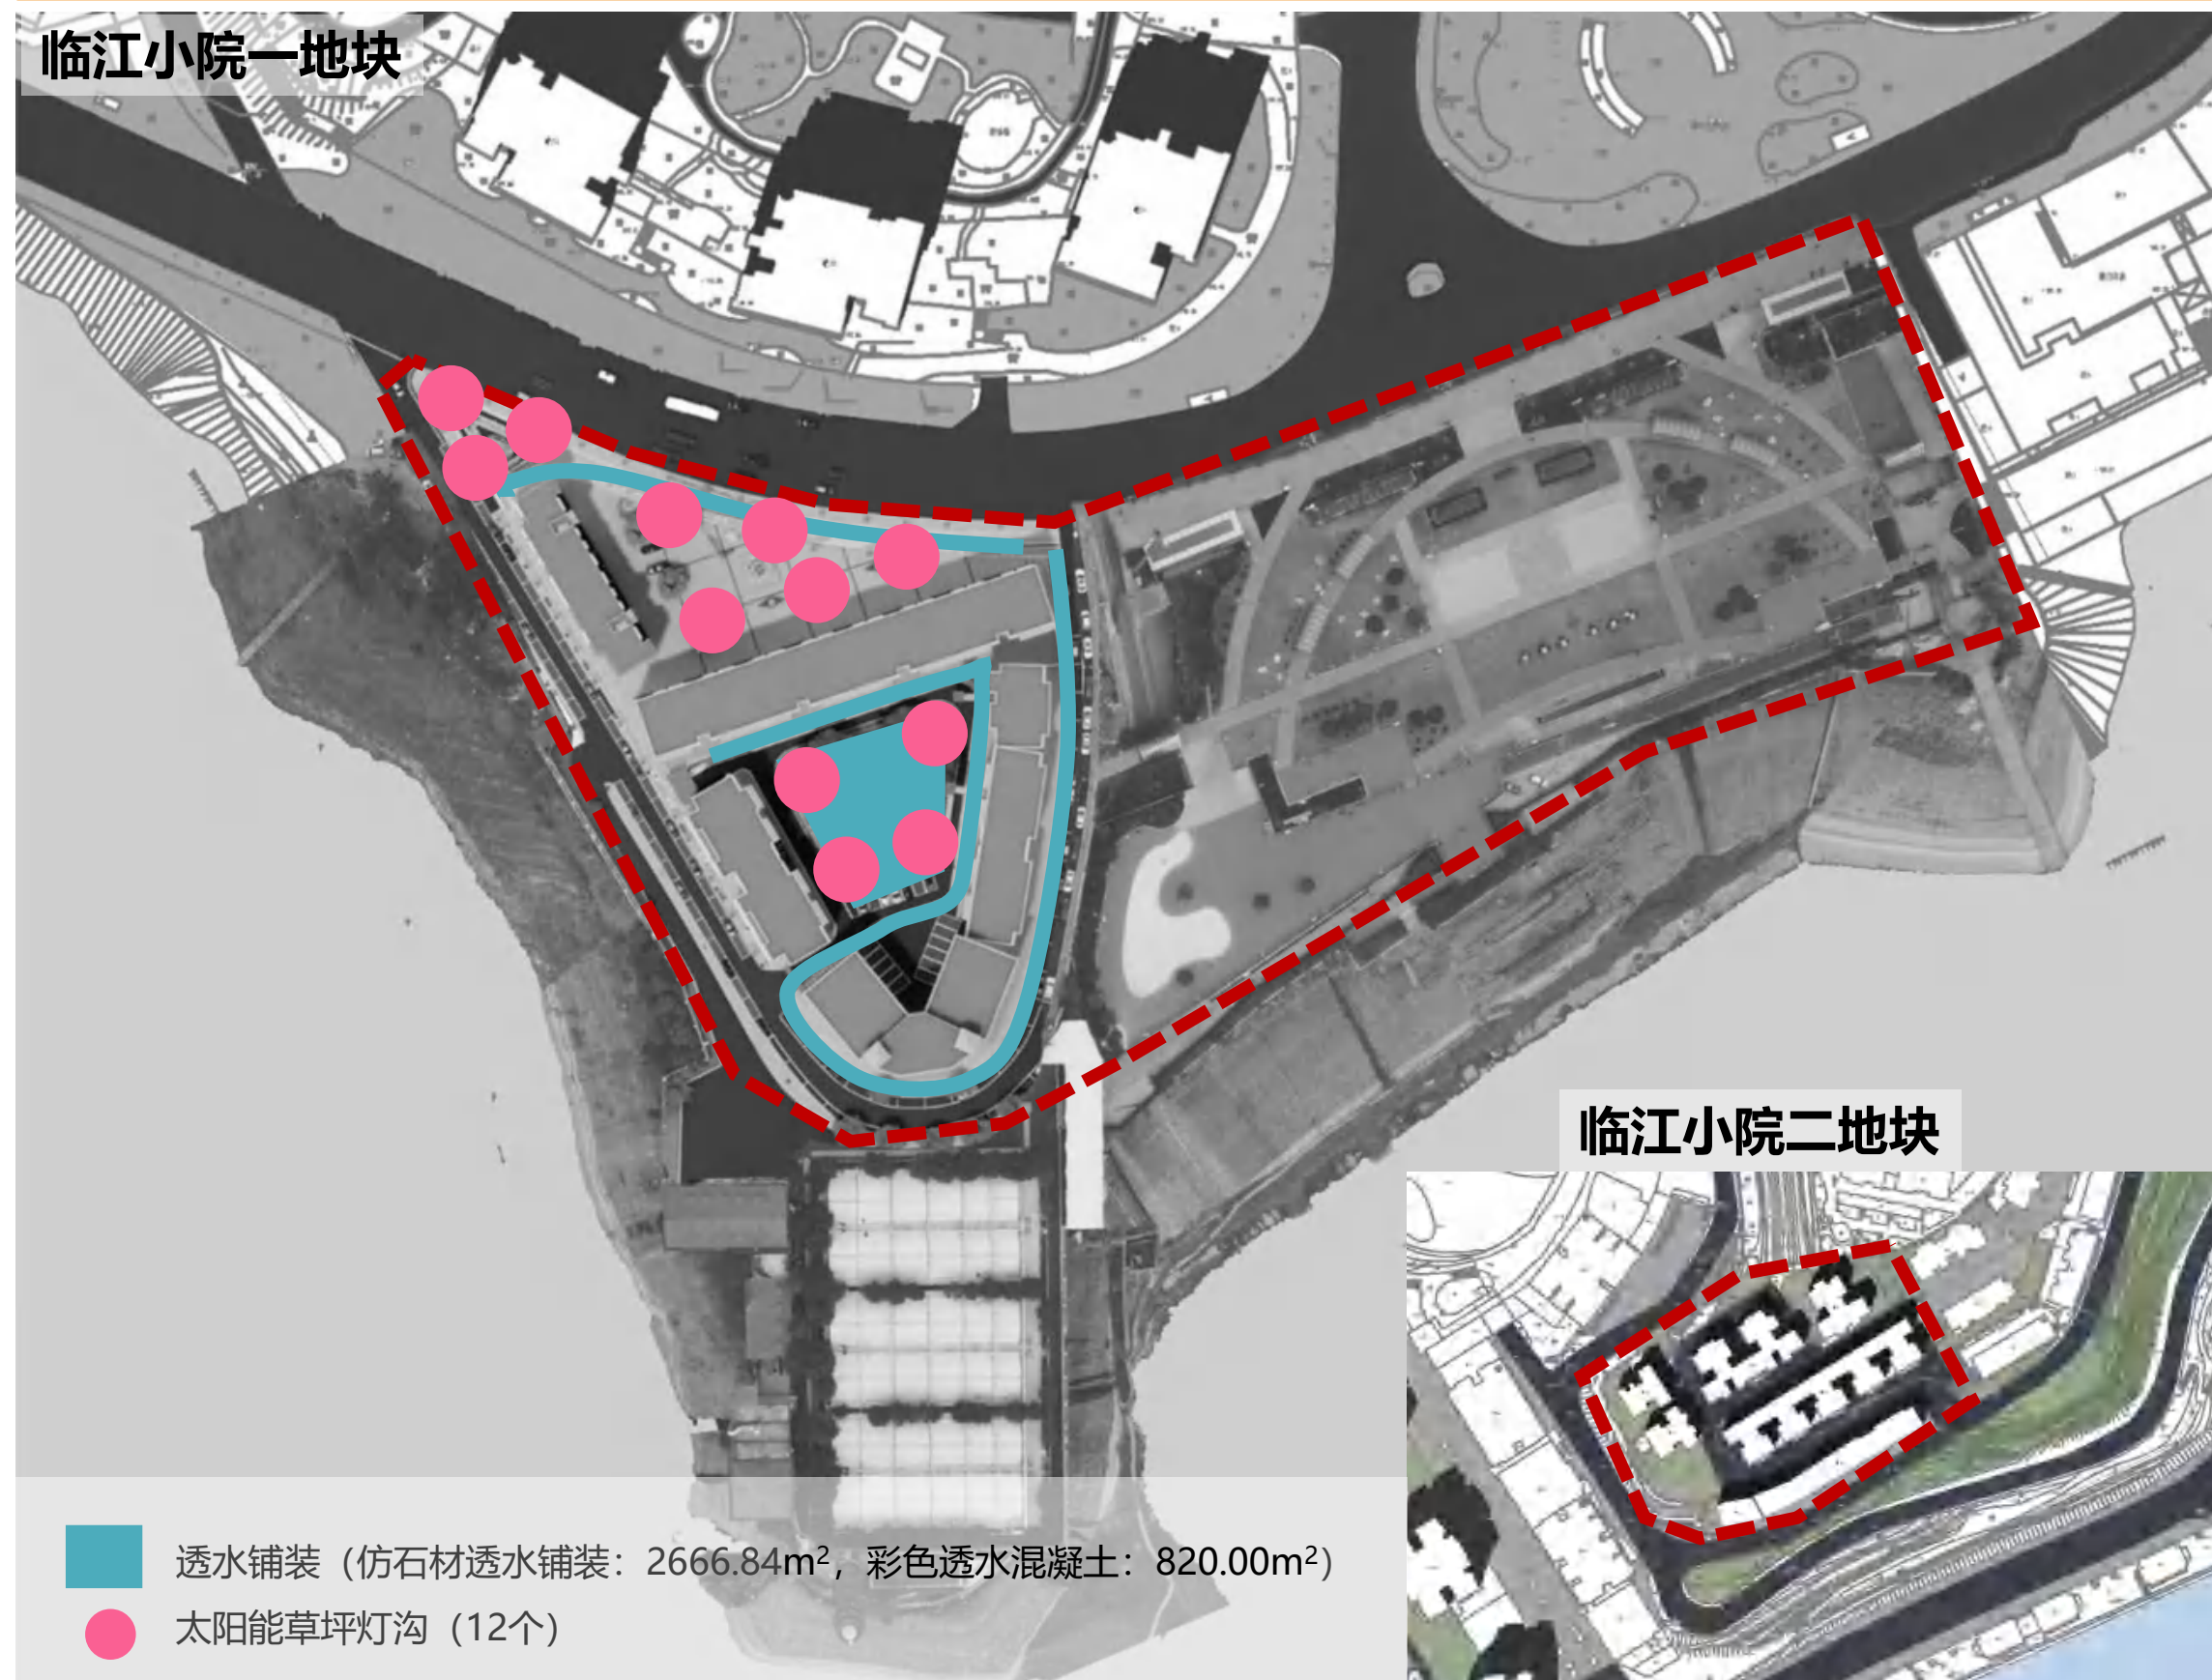 临江小院一地块
临江小院二地块
透水铺装（仿石材透水铺装：2666.84m²，彩色透水混凝土：820.00m²）
太阳能草坪灯沟（12个）